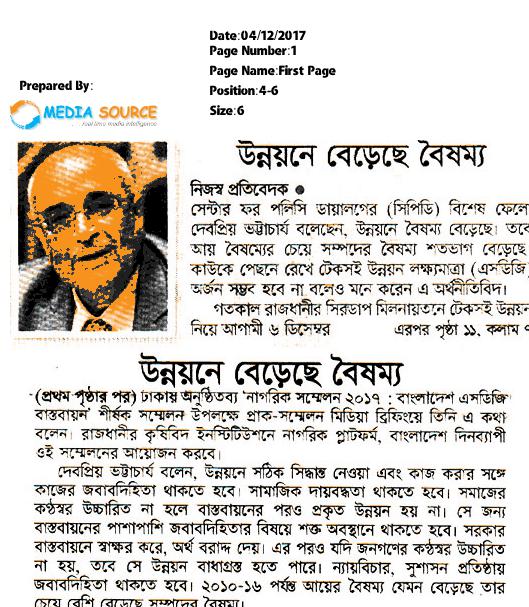 Date:04/12/2017
Page Number:1
Page Name:First Page
Position:4-6
Size:6
Prepared By:
MEDIA SOURCE
real time media intelligence
উন্নয়নে বেড়েছে বৈষম্য
নিজস্ব প্রতিবেদক ●
সেন্টার ফর পলিসি ডায়ালগের (সিপিডি) বিশেষ ফেলো
দেবপ্রিয় ভট্টাচার্য বলেছেন, উন্নয়নে বৈষম্য বেড়েছে। তবে
আয় বৈষম্যের চেয়ে সম্পদের বৈষম্য শতভাগ বেড়েছে
কাউকে পেছনে রেখে টেকসই উন্নয়ন লক্ষ্যমাত্রা (এসডিজি)
অর্জন সম্ভব হবে না বলেও মনে করেন এ অর্থনীতিবিদ।
গতকাল রাজধানীর সিরডাপ মিলনায়তনে টেকসই উন্নয়ন
নিয়ে আগামী ৬ ডিসেম্বর এরপর পৃষ্ঠা ১১, কলাম
উন্নয়নে বেড়েছে বৈষম্য
(প্রথম পৃষ্ঠার পর) ঢাকায় অনুষ্ঠিতব্য ‘নাগরিক সম্মেলন ২০১৭ : বাংলাদেশ এসডিজি
বাস্তবায়ন’ শীর্ষক সম্মেলন উপলক্ষে প্রাক-সম্মেলন মিডিয়া ব্রিফিংয়ে তিনি এ কথা
বলেন। রাজধানীর কৃষিবিদ ইনস্টিটিউশনে নাগরিক প্লাটফর্ম, বাংলাদেশ দিনব্যাপী
ওই সম্মেলনের আয়োজন করবে।
দেবপ্রিয় ভট্টাচার্য বলেন, উন্নয়নে সঠিক সিদ্ধান্ত নেওয়া এবং কাজ করার সঙ্গে
কাজের জবাবদিহিতা থাকতে হবে। সামাজিক দায়বদ্ধতা থাকতে হবে। সমাজের
কণ্ঠস্বর উচ্চারিত না হলে বাস্তবায়নের পরও প্রকৃত উন্নয়ন হয় না। সে জন্য
বাস্তবায়নের পাশাপাশি জবাবদিহিতার বিষয়ে শক্ত অবস্থানে থাকতে হবে। সরকার
বাস্তবায়নে স্বাক্ষর করে, অর্থ বরাদ্দ দেয়। এর পরও যদি জনগণের কণ্ঠস্বর উচ্চারিত
না হয়, তবে সে উন্নয়ন বাধাগ্রস্ত হতে পারে। ন্যায়বিচার, সুশাসন প্রতিষ্ঠায়
জবাবদিহিতা থাকতে হবে। ২০১০-১৬ পর্যন্ত আয়ের বৈষম্য যেমন বেড়েছে তার
চেয়ে বেশি বেড়েছে সম্পদের বৈষম্য।